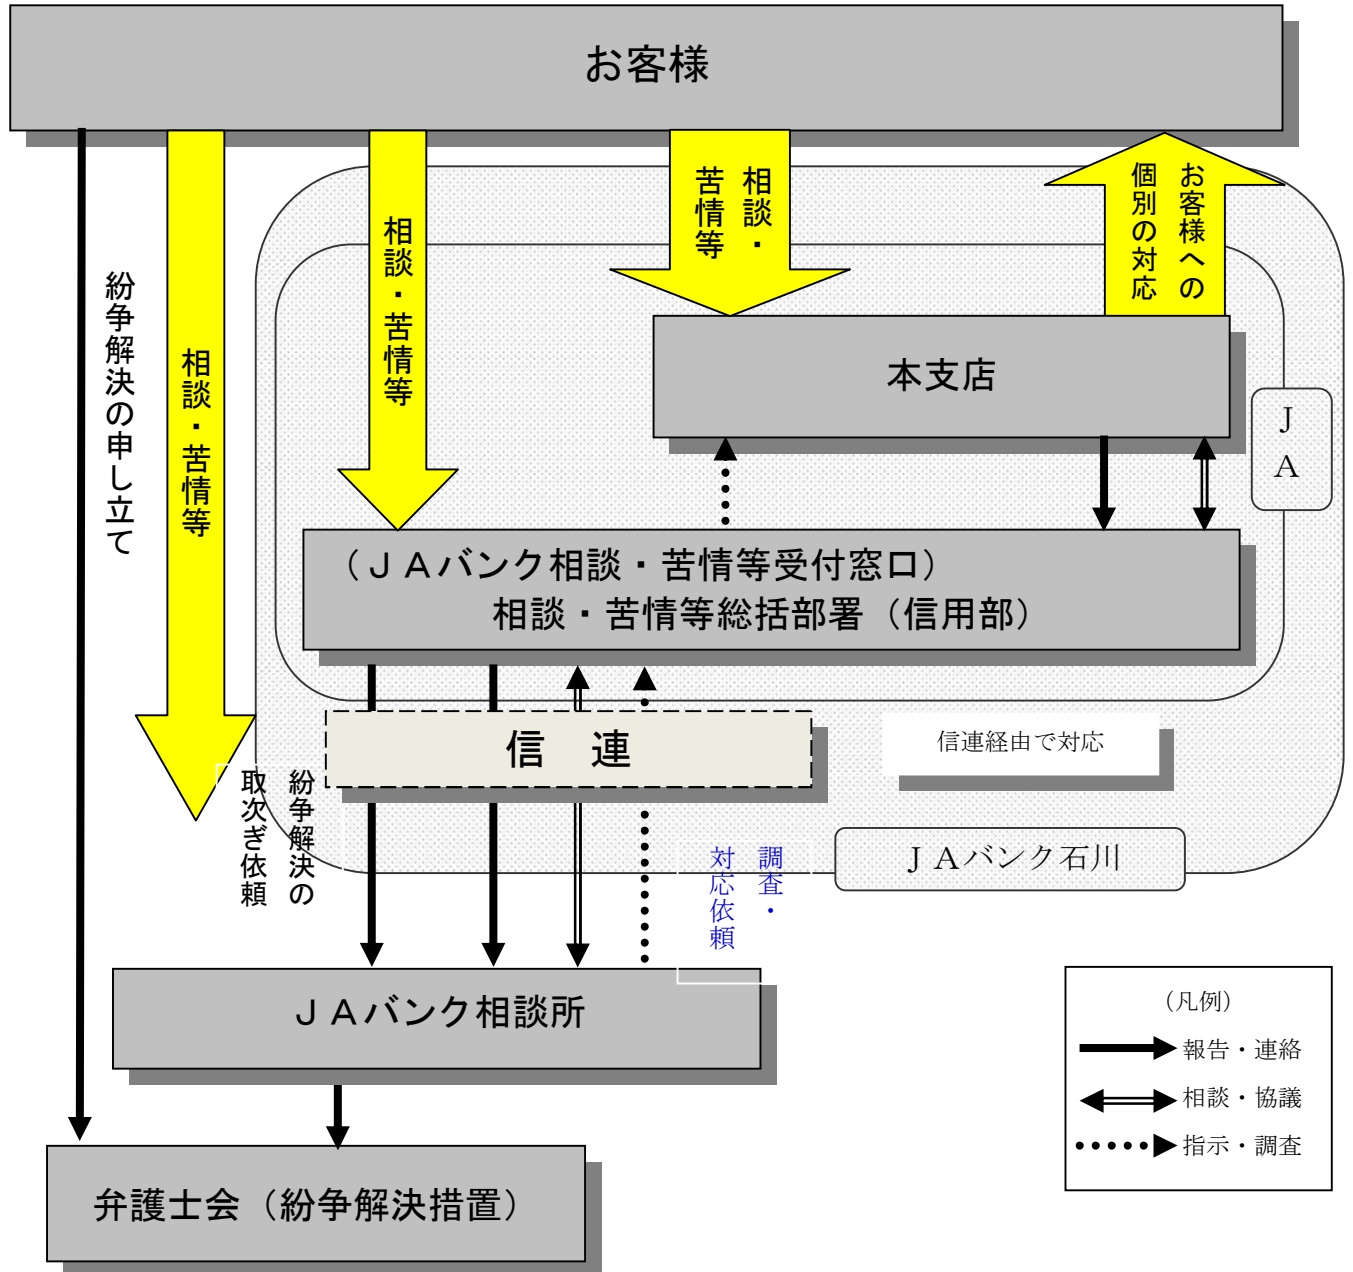 お客様
紛争解決の申し立て
相談・苦情等
相談・苦情等
相談・
苦情等
お客様への
個別の対応
本支店
ＪＡ
（ＪＡバンク相談・苦情等受付窓口）
相談・苦情等総括部署（信用部）
信　連
信連経由で対応
紛争解決の
取次ぎ依頼
ＪＡバンク石川
調査・
対応依頼
ＪＡバンク相談所
弁護士会（紛争解決措置）
（凡例）
報告・連絡
相談・協議
指示・調査